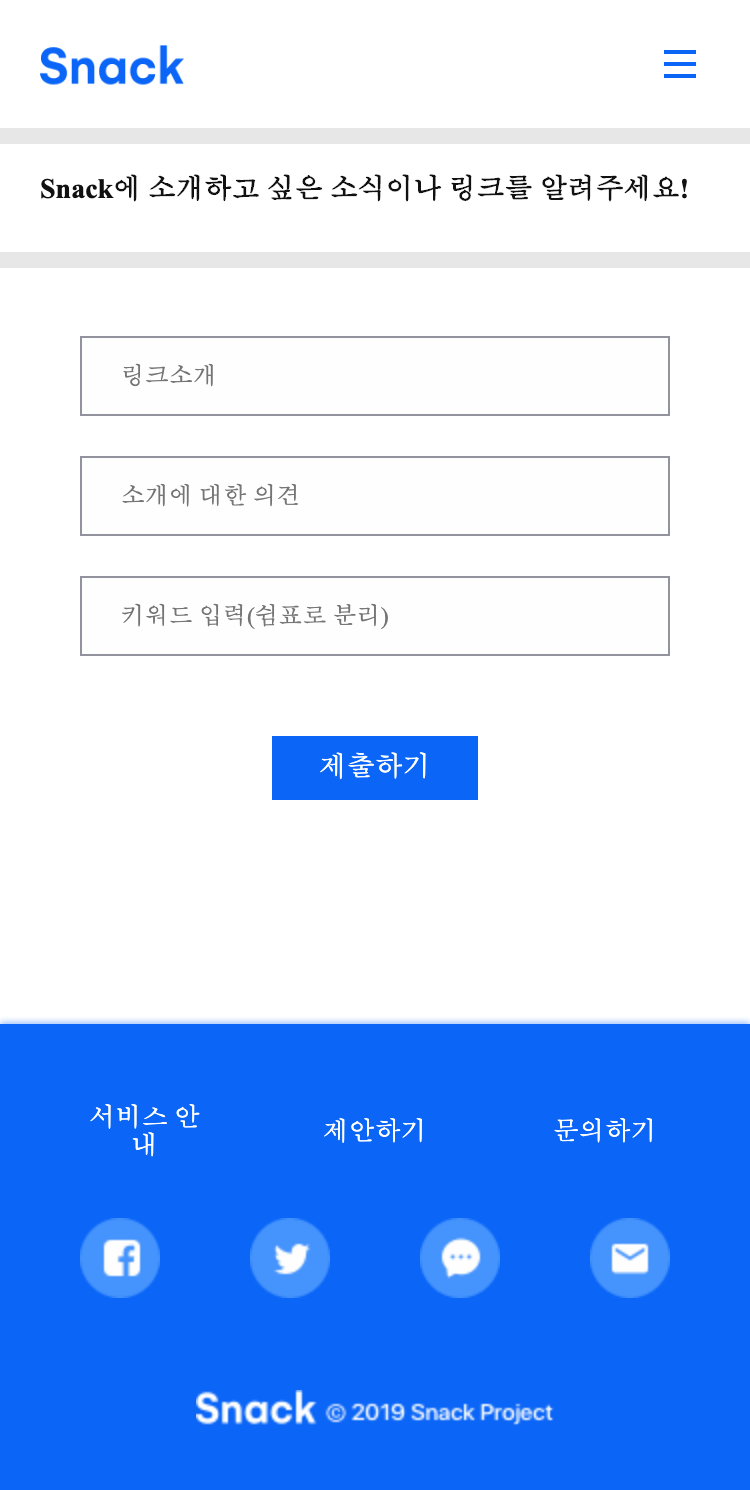 Snack
Snack에 소개하고 싶은 소식이나 링크를 알려주세요!
링크소개
소개에 대한 의견
키워드 입력(쉼표로 분리)
제출하기
서비스 안
내
제안하기
문의하기
Snack © 2019 Snack Project